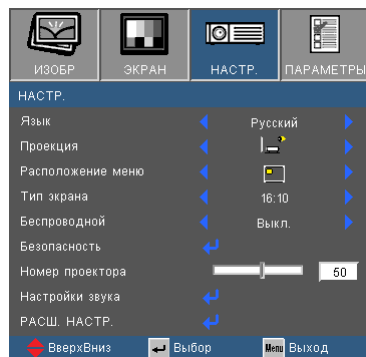 ИЗОБР ЭКРАН НАСТР. ПАРАМЕТРЫ
НАСТР.
Язык Русский
Проекция
Расположение меню
Тип экрана 16:10
Беспроводной Выкл.
Безопасность
Номер проектора 50
Настройки звука
РАСШ. НАСТР.
ВверхВниз Выбор Menu Выход